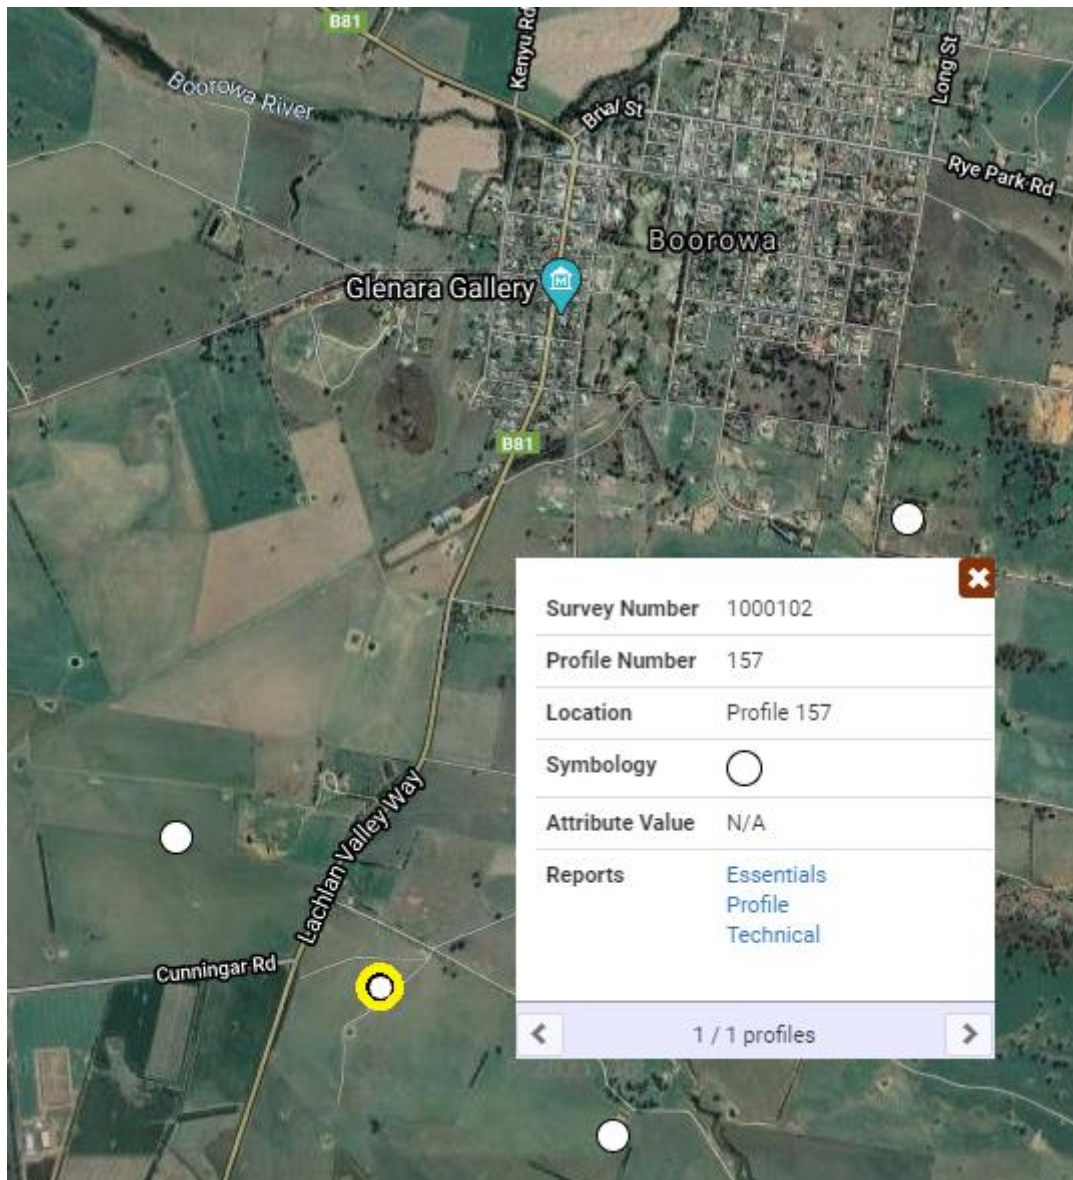 B81
Kenyu Rd
Long St
Boorowa River
Brial St
Rye Park Rd
Boorowa
Glenara Gallery
M
B81
Survey Number 1000102
Profile Number 157
Location Profile 157
Symbology
Attribute Value N/A
Reports Essentials
Profile
Technical
Lachlan Valley Way
Cunningar Rd
1 / 1 profiles